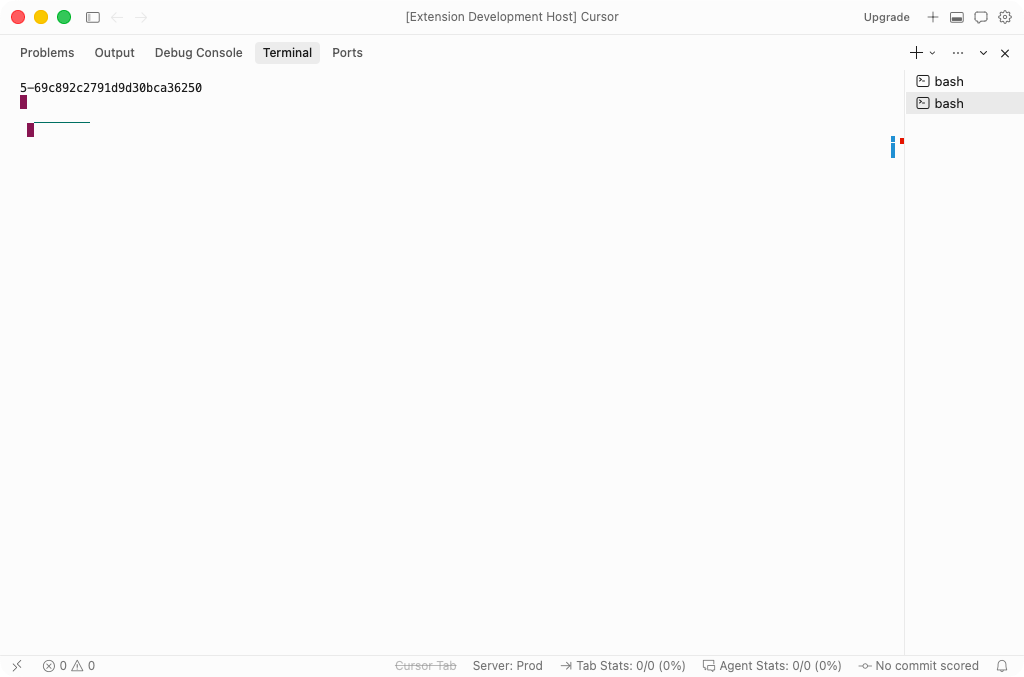 [Extension Development Host] Cursor
Upgrade
Problems Output Debug Console Terminal Ports
5-69c892c2791d9d30bca36250
bash
bash
0 0 Cursor Tab Server: Prod Tab Stats: 0/0 (0%) Agent Stats: 0/0 (0%) No commit scored